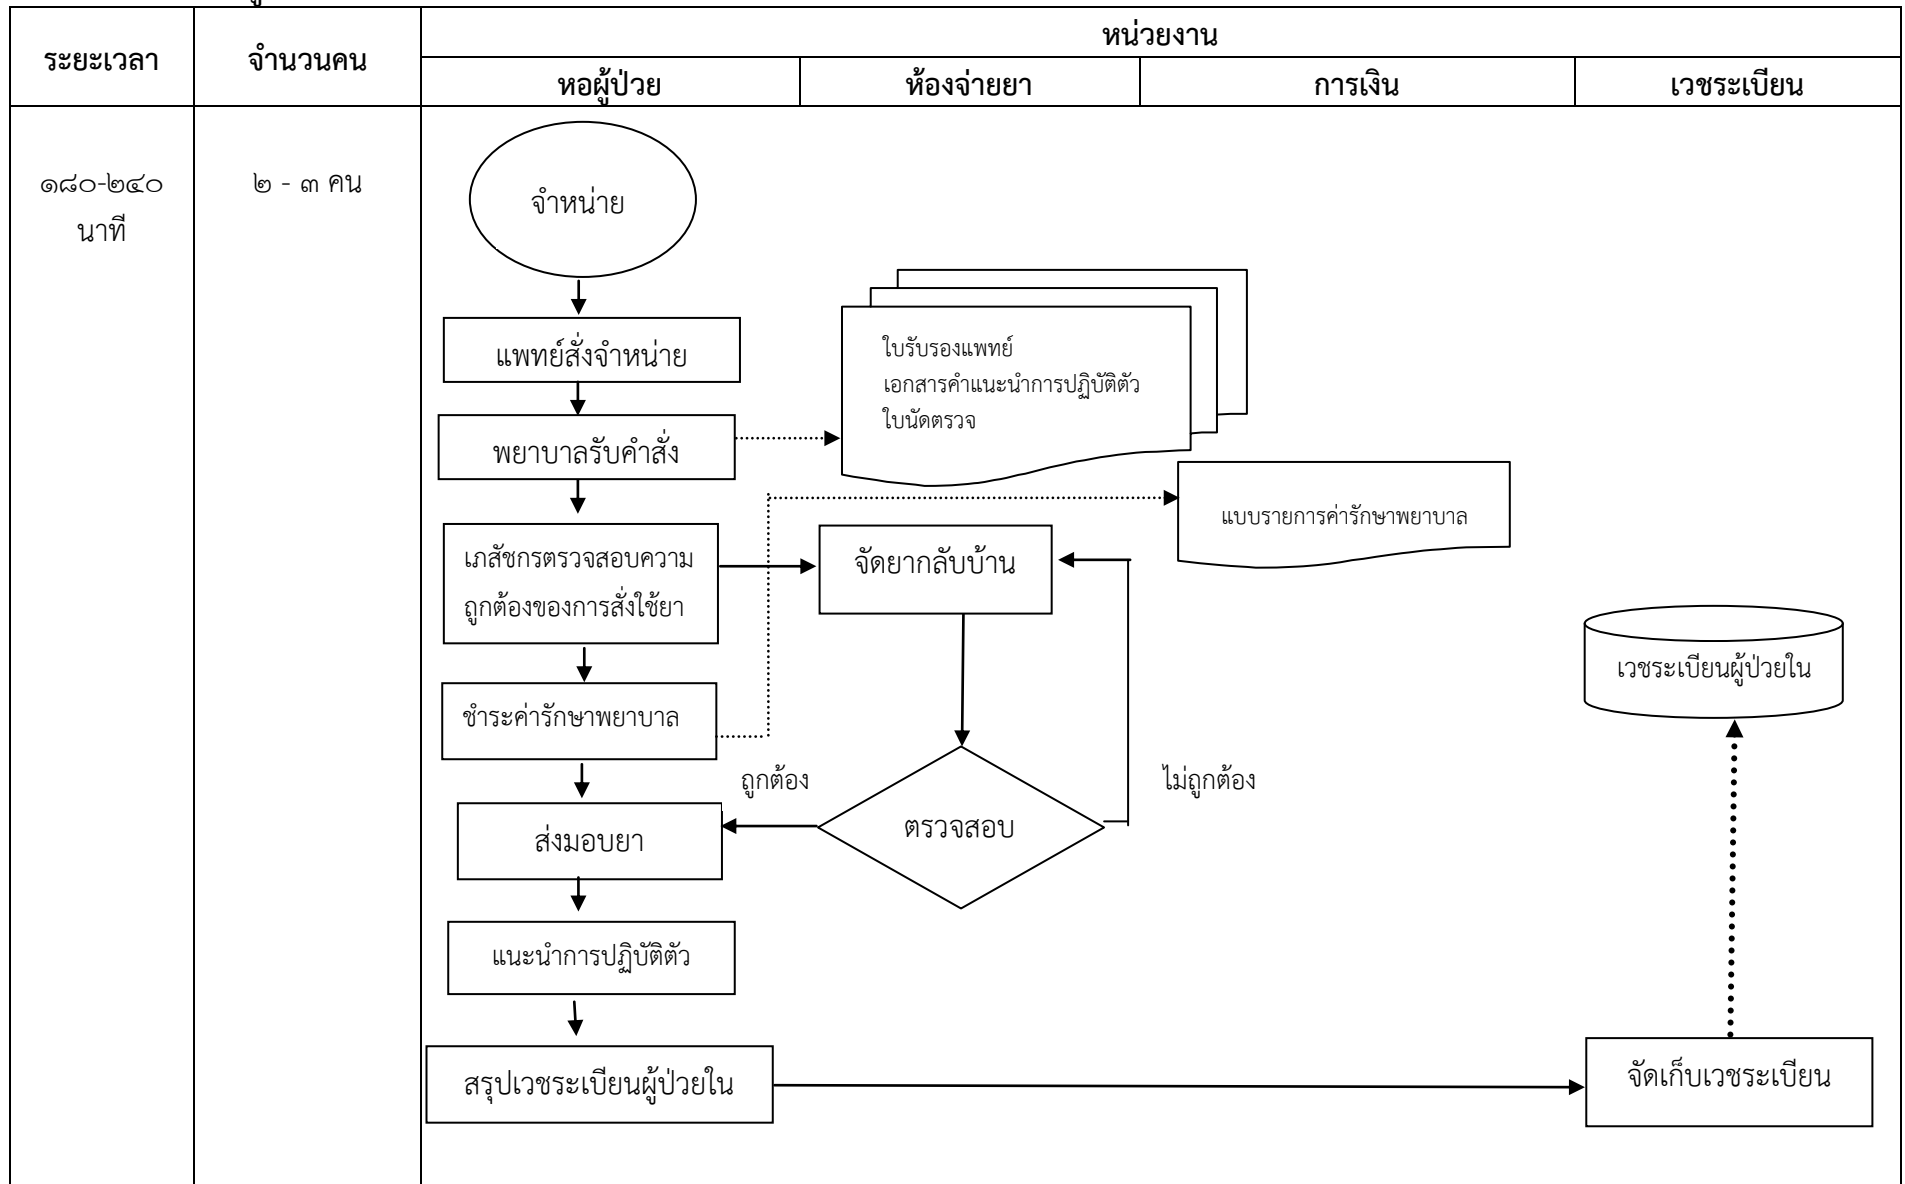 ระยะเวลา
จำนวนคน
หน่วยงาน
หอผู้ป่วย
ห้องจ่ายยา
การเงิน
เวชระเบียน
๑๘๐-๒๔๐
นาที
๒ - ๓ คน
จำหน่าย
แพทย์สั่งจำหน่าย
ใบรับรองแพทย์
เอกสารคำแนะนำการปฏิบัติตัว
ใบนัดตรวจ
พยาบาลรับคำสั่ง
แบบรายการค่ารักษาพยาบาล
เภสัชกรตรวจสอบความ
ถูกต้องของการสั่งใช้ยา
จัดยากลับบ้าน
เวชระเบียนผู้ป่วยใน
ชำระค่ารักษาพยาบาล
ถูกต้อง
ไม่ถูกต้อง
ตรวจสอบ
ส่งมอบยา
แนะนำการปฏิบัติตัว
สรุปเวชระเบียนผู้ป่วยใน
จัดเก็บเวชระเบียน